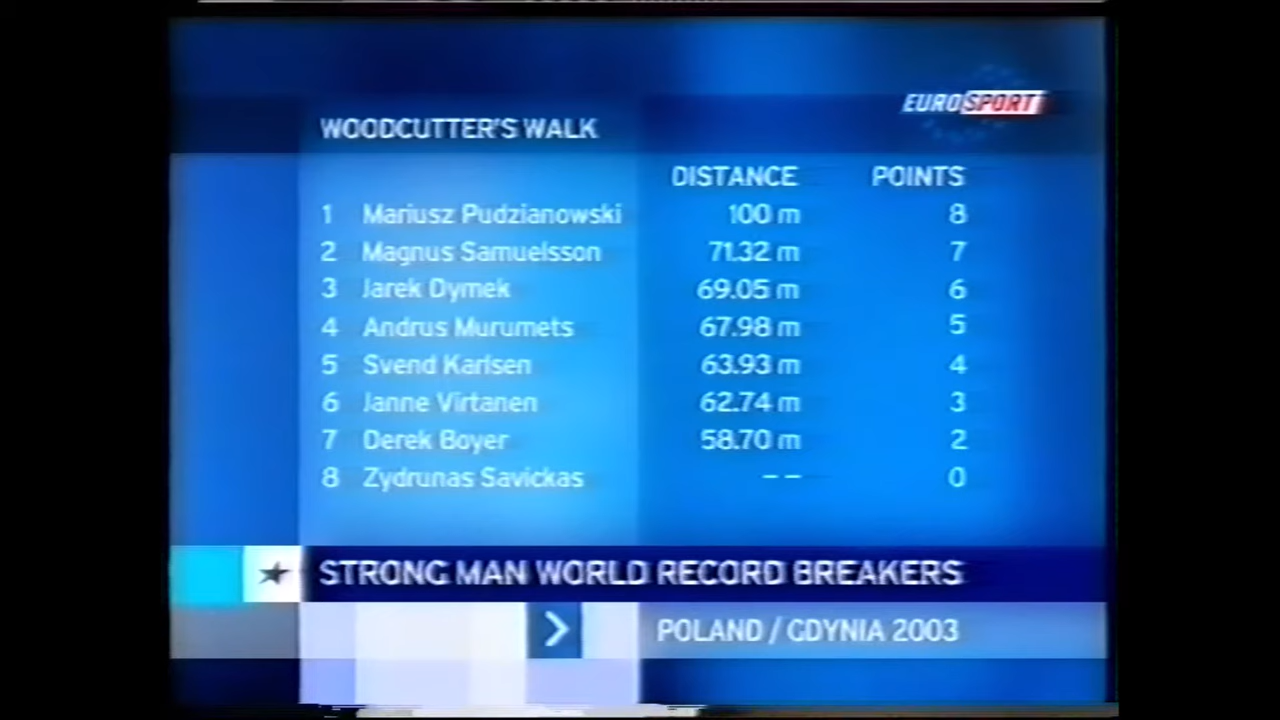 EUROSPORT
WOODCUTTER'S WALK
DISTANCE POINTS
1 Mariusz Pudzianowski 100 m 8
2 Magnus Samuelsson 71.32 m 7
3 Jarek Dymek 69.05 m 6
4 Andrus Murumets 67.98 m 5
5 Svend Karlsen 63.93 m 4
6 Janne Virtanen 62.74 m 3
7 Derek Boyer 58.70 m 2
8 Zydrunas Savickas -- 0
STRONG MAN WORLD RECORD BREAKERS
POLAND / GDYNIA 2003